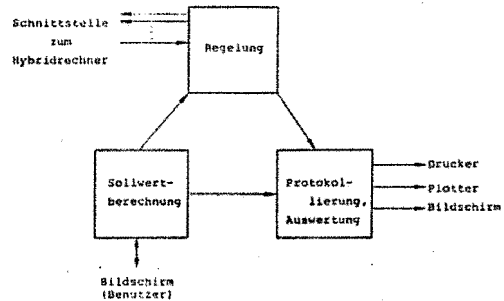 Schnittstelle
zum
Hybridrechner
Regelung
Sollwert-
berechnung
Protokol-
lierung,
Auswertung
Drucker
Plotter
Bildschirm
Bildschirm
(Benutzer)